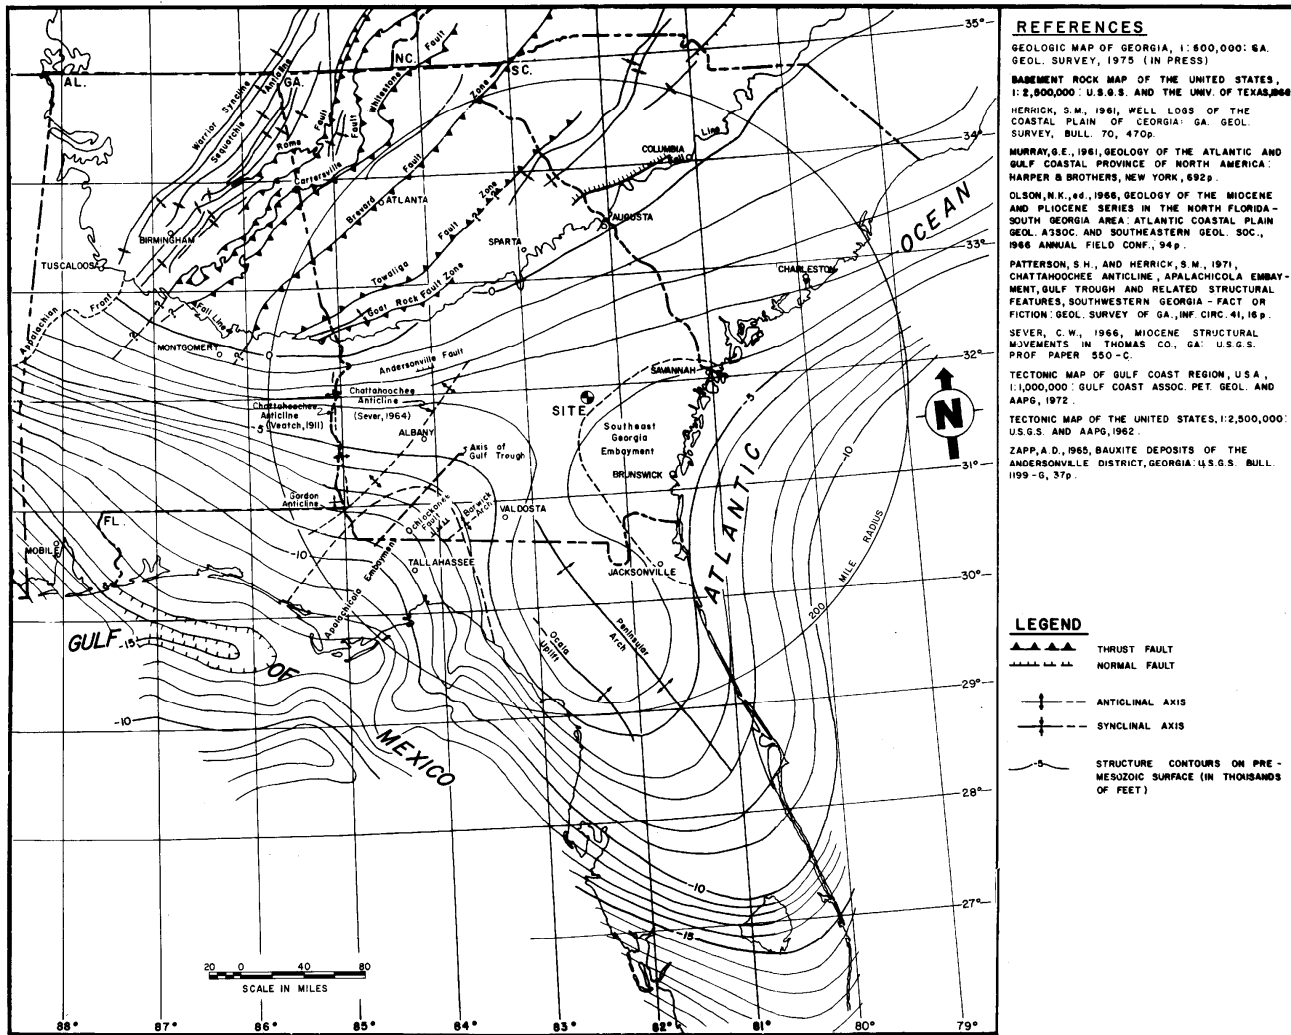 AL.
GA.
NC.
SC.
FL.
35°
34°
33°
32°
31°
30°
29°
28°
27°
Warrior Syncline
Sequatchie Anticline
Rome Fault
Cartersville Fault
Whitestone Fault
Brevard Fault Zone
Towaliga Fault Zone
Goat Rock Fault Zone
Fall Line
Fall Line
Appalachian Front
COLUMBIA
ATLANTA
AUGUSTA
SPARTA
BIRMINGHAM
TUSCALOOSA
CHARLESTON
MONTGOMERY
SAVANNAH
0
0
Andersonville Fault
Chattahoochee
Anticline
(Sever, 1964)
Chattahoochee
Anticline
(Veatch, 1911)
ALBANY
SITE
Southeast
Georgia
Embayment
BRUNSWICK
Axis of
Gulf Trough
Gordon
Anticline
Ochlockonee
Fault
Barwick
Arch
VALDOSTA
MOBILE
TALLAHASSEE
JACKSONVILLE
Apalachicola Embayment
Ocala
Uplift
Peninsular
Arch
GULF OF MEXICO
ATLANTIC OCEAN
200 MILE RADIUS
-5
-5
-10
-10
-15
-10
-10
-15
N
20 0 40 80
SCALE IN MILES
88° 87° 86° 85° 84° 83° 82° 81° 80° 79°
REFERENCES
GEOLOGIC MAP OF GEORGIA, 1:500,000: GA.
GEOL. SURVEY, 1975 (IN PRESS)
BASEMENT ROCK MAP OF THE UNITED STATES,
1:2,500,000: U.S.G.S. AND THE UNIV. OF TEXAS,
HERRICK, S.M., 1961, WELL LOGS OF THE
COASTAL PLAIN OF GEORGIA: GA. GEOL.
SURVEY, BULL. 70, 470p.
MURRAY, G.E., 1961, GEOLOGY OF THE ATLANTIC AND
GULF COASTAL PROVINCE OF NORTH AMERICA:
HARPER & BROTHERS, NEW YORK, 692p.
OLSON, N.K., ed., 1966, GEOLOGY OF THE MIOCENE
AND PLIOCENE SERIES IN THE NORTH FLORIDA-
SOUTH GEORGIA AREA: ATLANTIC COASTAL PLAIN
GEOL. ASSOC. AND SOUTHEASTERN GEOL. SOC.,
1966 ANNUAL FIELD CONF., 94p.
PATTERSON, S.H., AND HERRICK, S.M., 1971,
CHATTAHOOCHEE ANTICLINE, APALACHICOLA EMBAY-
MENT, GULF TROUGH AND RELATED STRUCTURAL
FEATURES, SOUTHWESTERN GEORGIA - FACT OR
FICTION: GEOL. SURVEY OF GA., INF. CIRC. 41, 16p.
SEVER, C.W., 1966, MIOCENE STRUCTURAL
MOVEMENTS IN THOMAS CO., GA: U.S.G.S.
PROF PAPER 550-C.
TECTONIC MAP OF GULF COAST REGION, U.S.A,
1:1,000,000: GULF COAST ASSOC. PET. GEOL. AND
AAPG, 1972.
TECTONIC MAP OF THE UNITED STATES, 1:2,500,000:
U.S.G.S. AND AAPG, 1962.
ZAPP, A.D., 1965, BAUXITE DEPOSITS OF THE
ANDERSONVILLE DISTRICT, GEORGIA: U.S.G.S. BULL.
1199-G, 37p.
LEGEND
THRUST FAULT
NORMAL FAULT
ANTICLINAL AXIS
SYNCLINAL AXIS
-5 STRUCTURE CONTOURS ON PRE-
MESOZOIC SURFACE (IN THOUSANDS
OF FEET)